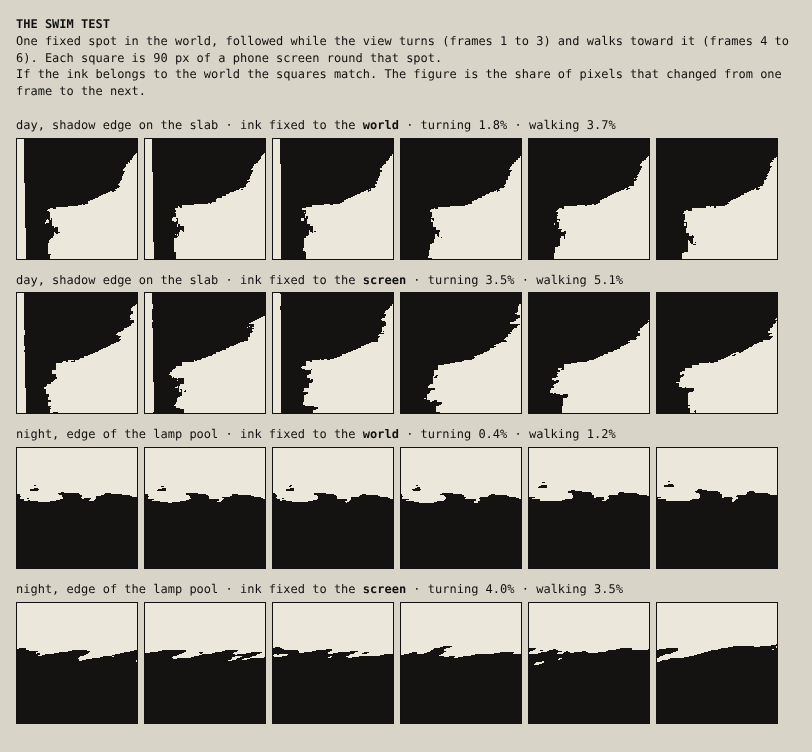 THE SWIM TEST
One fixed spot in the world, followed while the view turns (frames 1 to 3) and walks toward it (frames 4 to
6). Each square is 90 px of a phone screen round that spot.
If the ink belongs to the world the squares match. The figure is the share of pixels that changed from one
frame to the next.
day, shadow edge on the slab · ink fixed to the world · turning 1.8% · walking 3.7%
day, shadow edge on the slab · ink fixed to the screen · turning 3.5% · walking 5.1%
night, edge of the lamp pool · ink fixed to the world · turning 0.4% · walking 1.2%
night, edge of the lamp pool · ink fixed to the screen · turning 4.0% · walking 3.5%